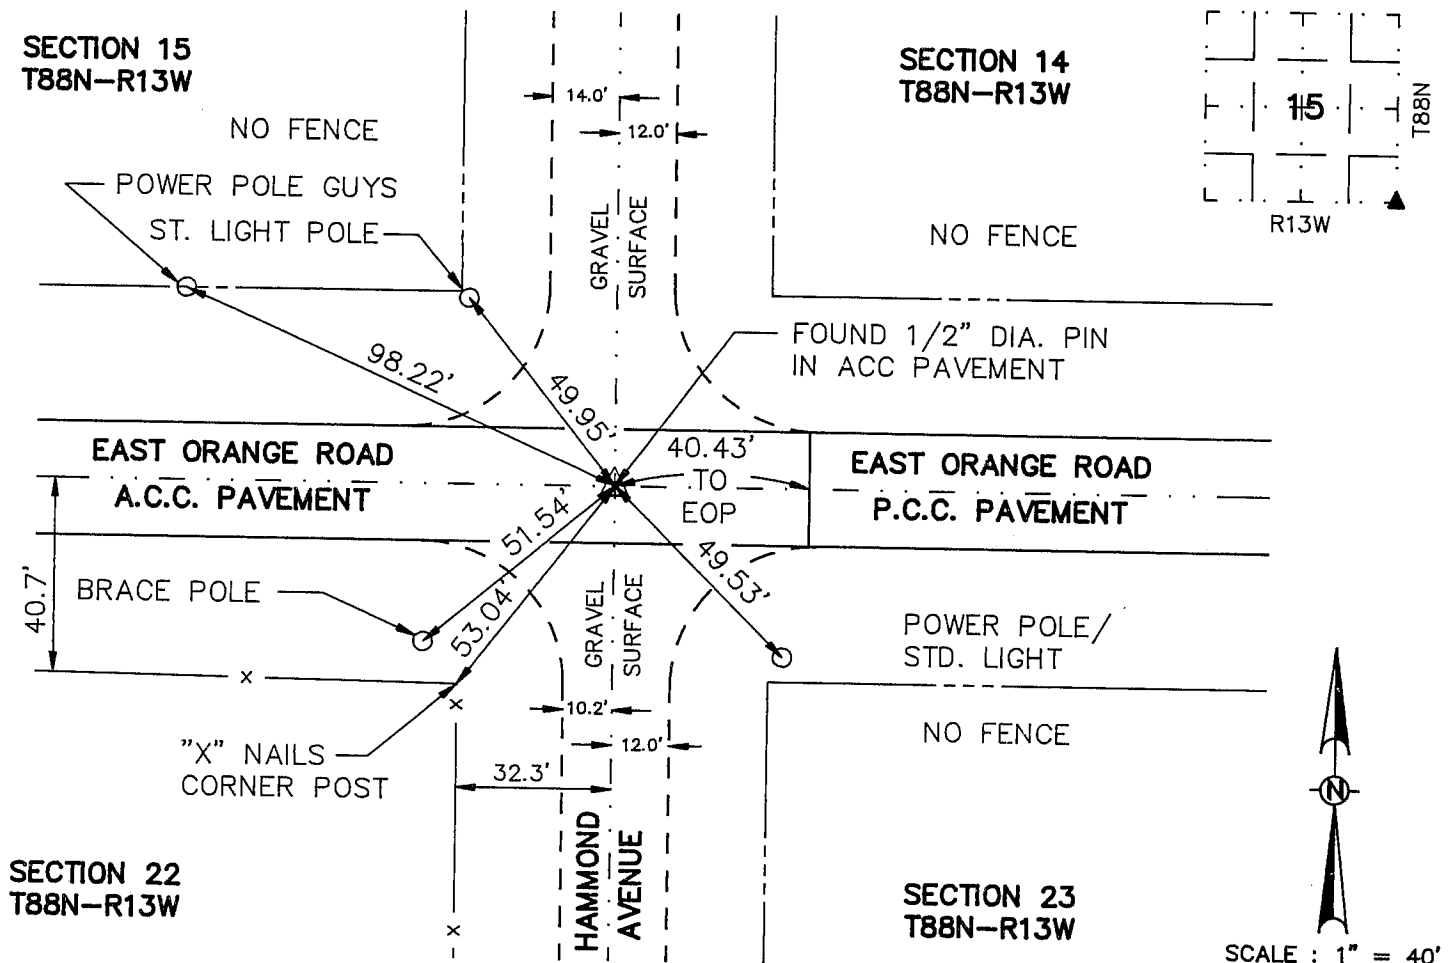 SECTION 15
T88N-R13W
SECTION 14
T88N-R13W
15
T88N
R13W
14.0'
12.0'
NO FENCE
POWER POLE GUYS
ST. LIGHT POLE
GRAVEL
SURFACE
NO FENCE
FOUND 1/2" DIA. PIN
IN ACC PAVEMENT
98.22'
49.95'
EAST ORANGE ROAD
A.C.C. PAVEMENT
40.43'
TO
EOP
EAST ORANGE ROAD
P.C.C. PAVEMENT
51.54'
49.53'
53.04'
40.7'
BRACE POLE
GRAVEL
SURFACE
POWER POLE/
STD. LIGHT
10.2'
12.0'
NO FENCE
"X" NAILS
CORNER POST
32.3'
x
x
x
HAMMOND
AVENUE
N
SECTION 22
T88N-R13W
SECTION 23
T88N-R13W
SCALE : 1" = 40'